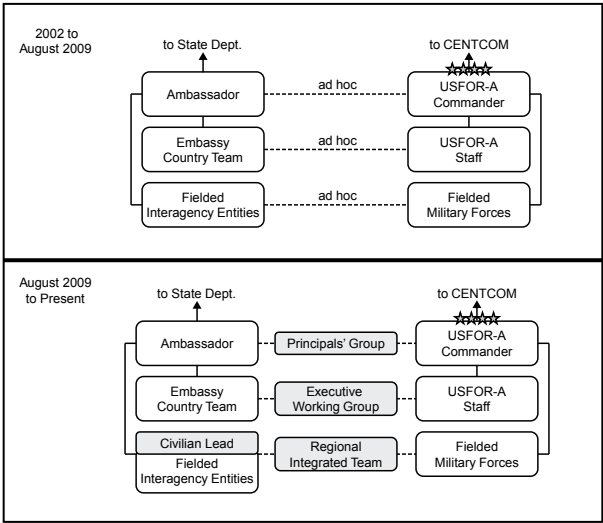 2002 to
August 2009
to State Dept.
to CENTCOM
Ambassador
ad hoc
USFOR-A
Commander
Embassy
Country Team
ad hoc
USFOR-A
Staff
Fielded
Interagency Entities
ad hoc
Fielded
Military Forces
August 2009
to Present
to State Dept.
to CENTCOM
Ambassador
Principals' Group
USFOR-A
Commander
Embassy
Country Team
Executive
Working Group
USFOR-A
Staff
Civilian Lead
Fielded
Interagency Entities
Regional
Integrated Team
Fielded
Military Forces